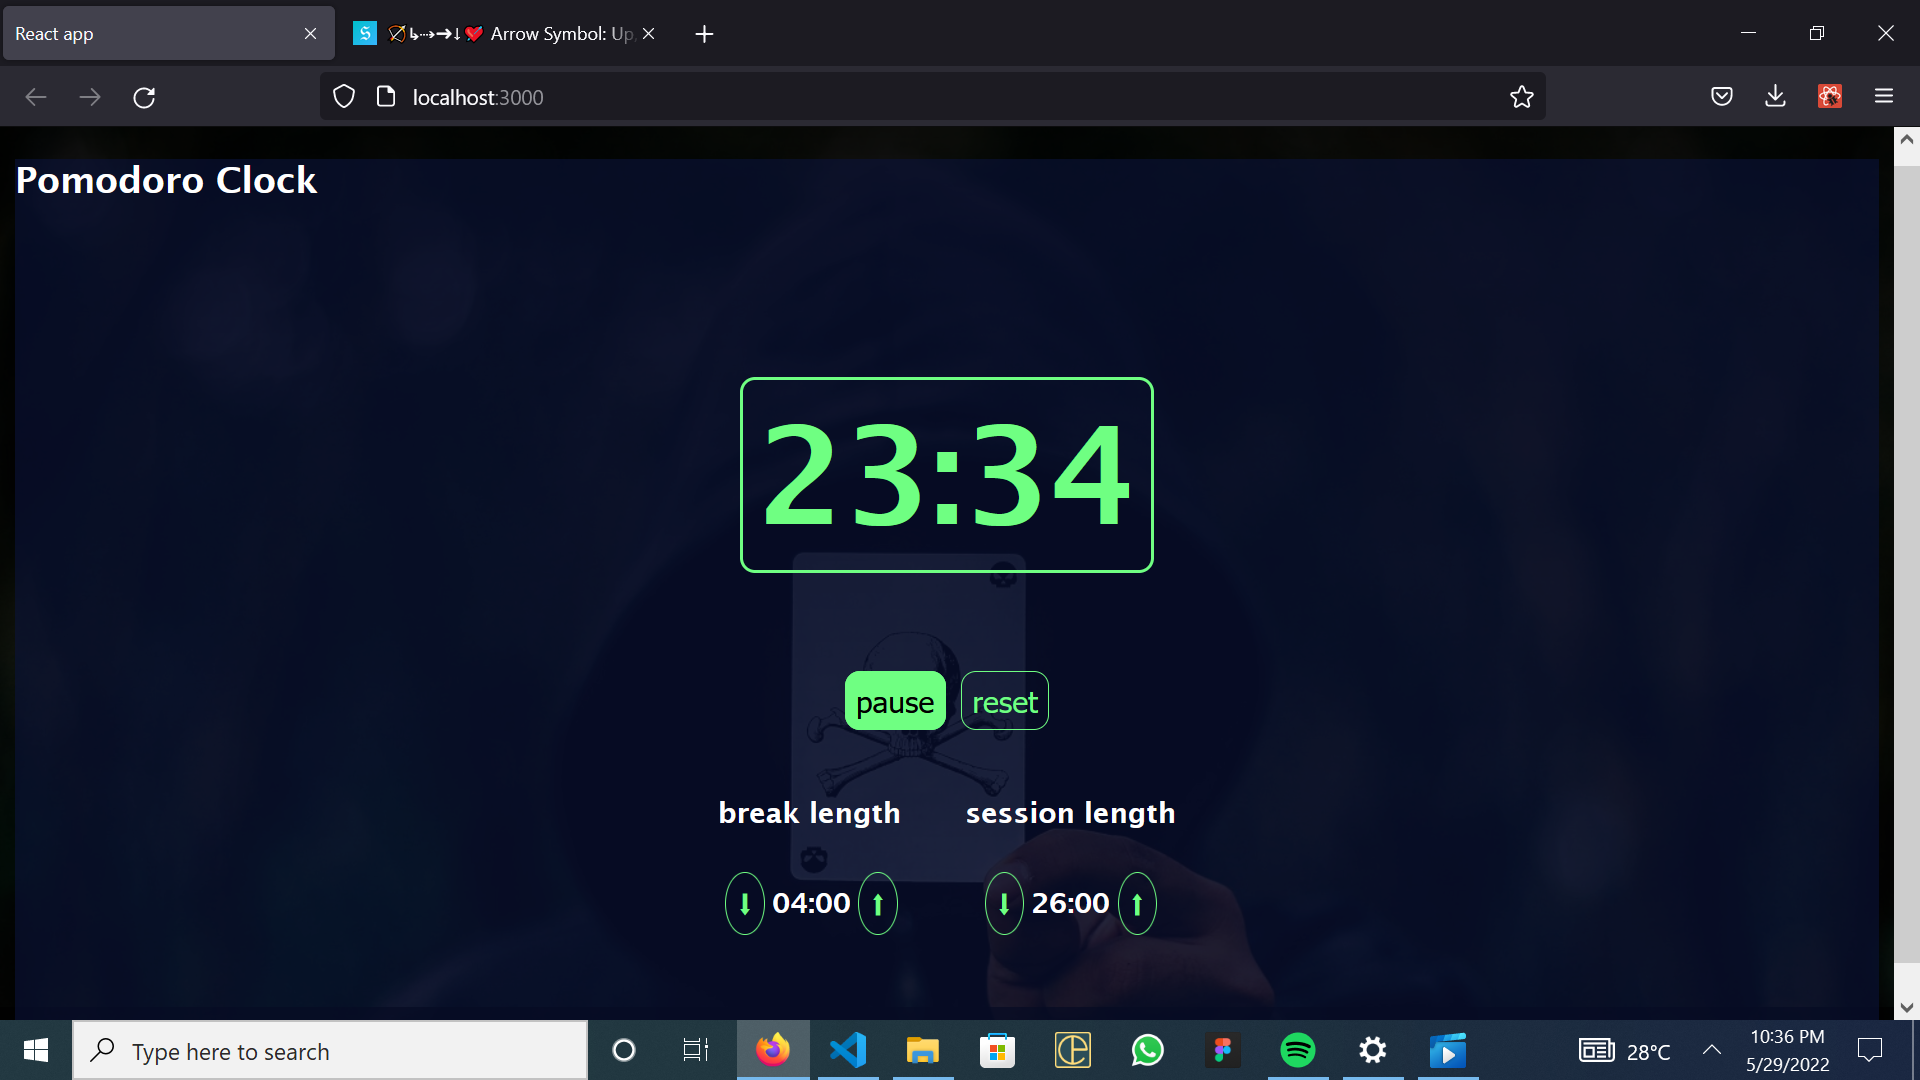 React app
🏹↳⇢➞↓💘 Arrow Symbol: Up,
localhost:3000
Pomodoro Clock
23:34
pause reset
break length session length
⬇ 04:00 ⬆ ⬇ 26:00 ⬆
Type here to search
28°C
10:36 PM
5/29/2022